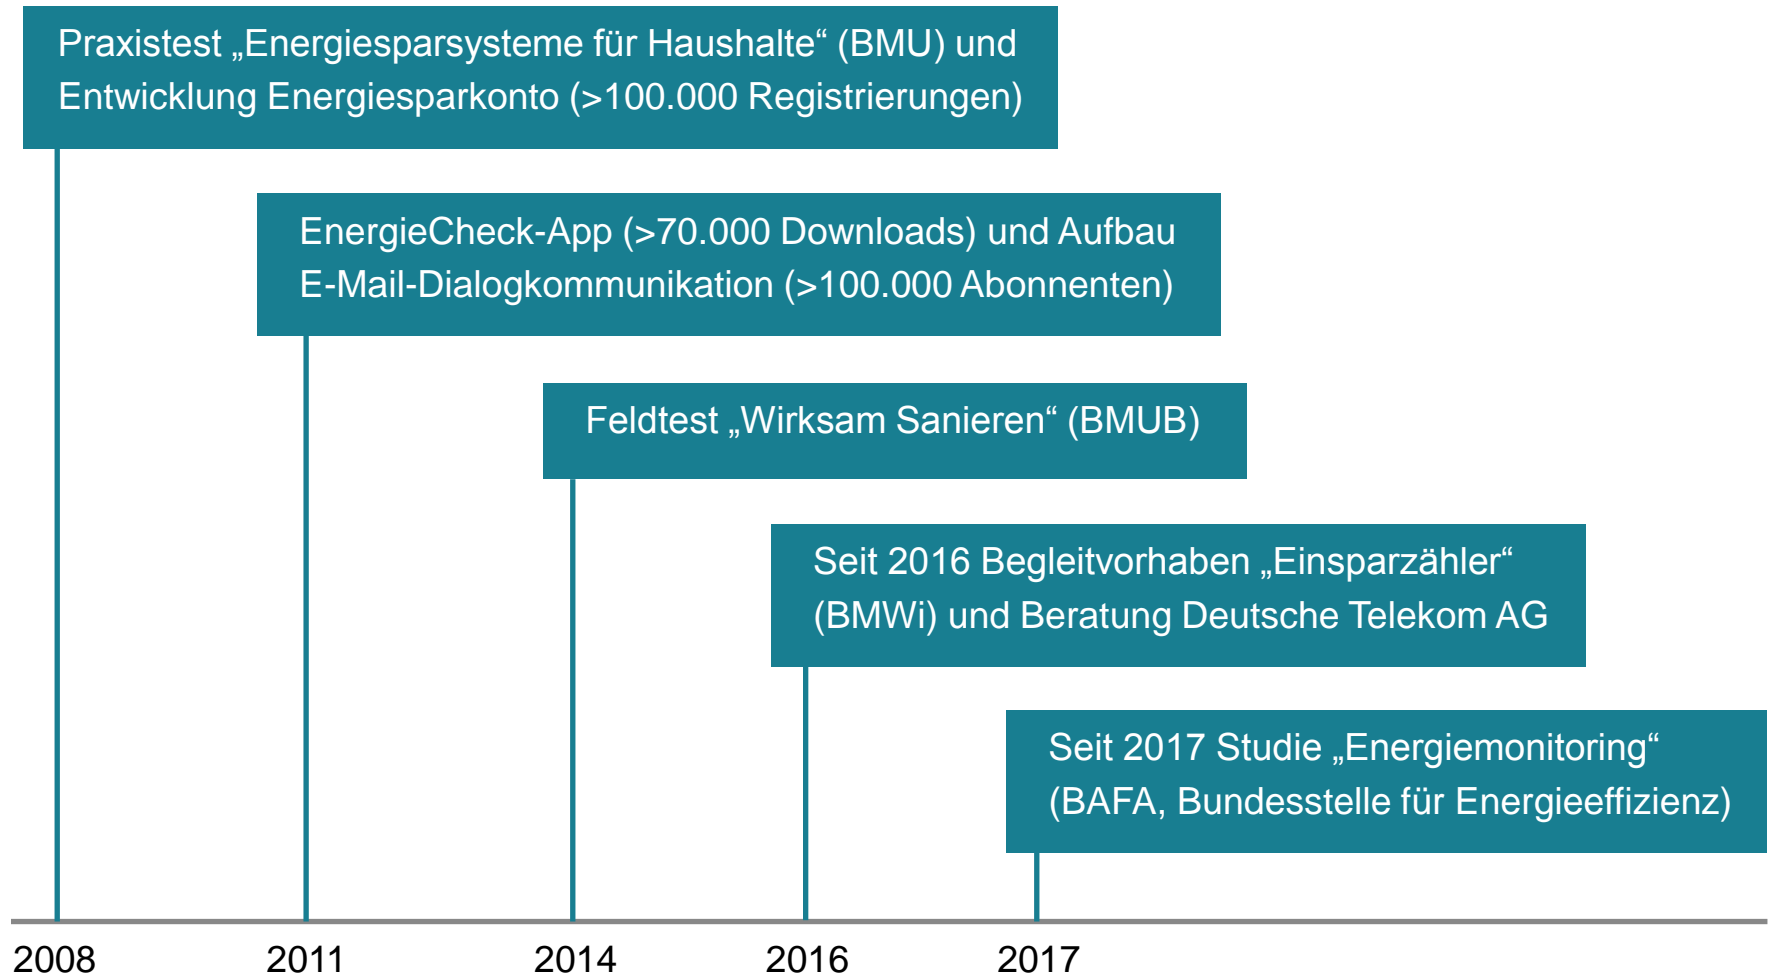 Praxistest „Energiesparsysteme für Haushalte“ (BMU) und
Entwicklung Energiesparkonto (>100.000 Registrierungen)
EnergieCheck-App (>70.000 Downloads) und Aufbau
E-Mail-Dialogkommunikation (>100.000 Abonnenten)
Feldtest „Wirksam Sanieren“ (BMUB)
Seit 2016 Begleitvorhaben „Einsparzähler“
(BMWi) und Beratung Deutsche Telekom AG
Seit 2017 Studie „Energiemonitoring“
(BAFA, Bundesstelle für Energieeffizienz)
2008 2011 2014 2016 2017